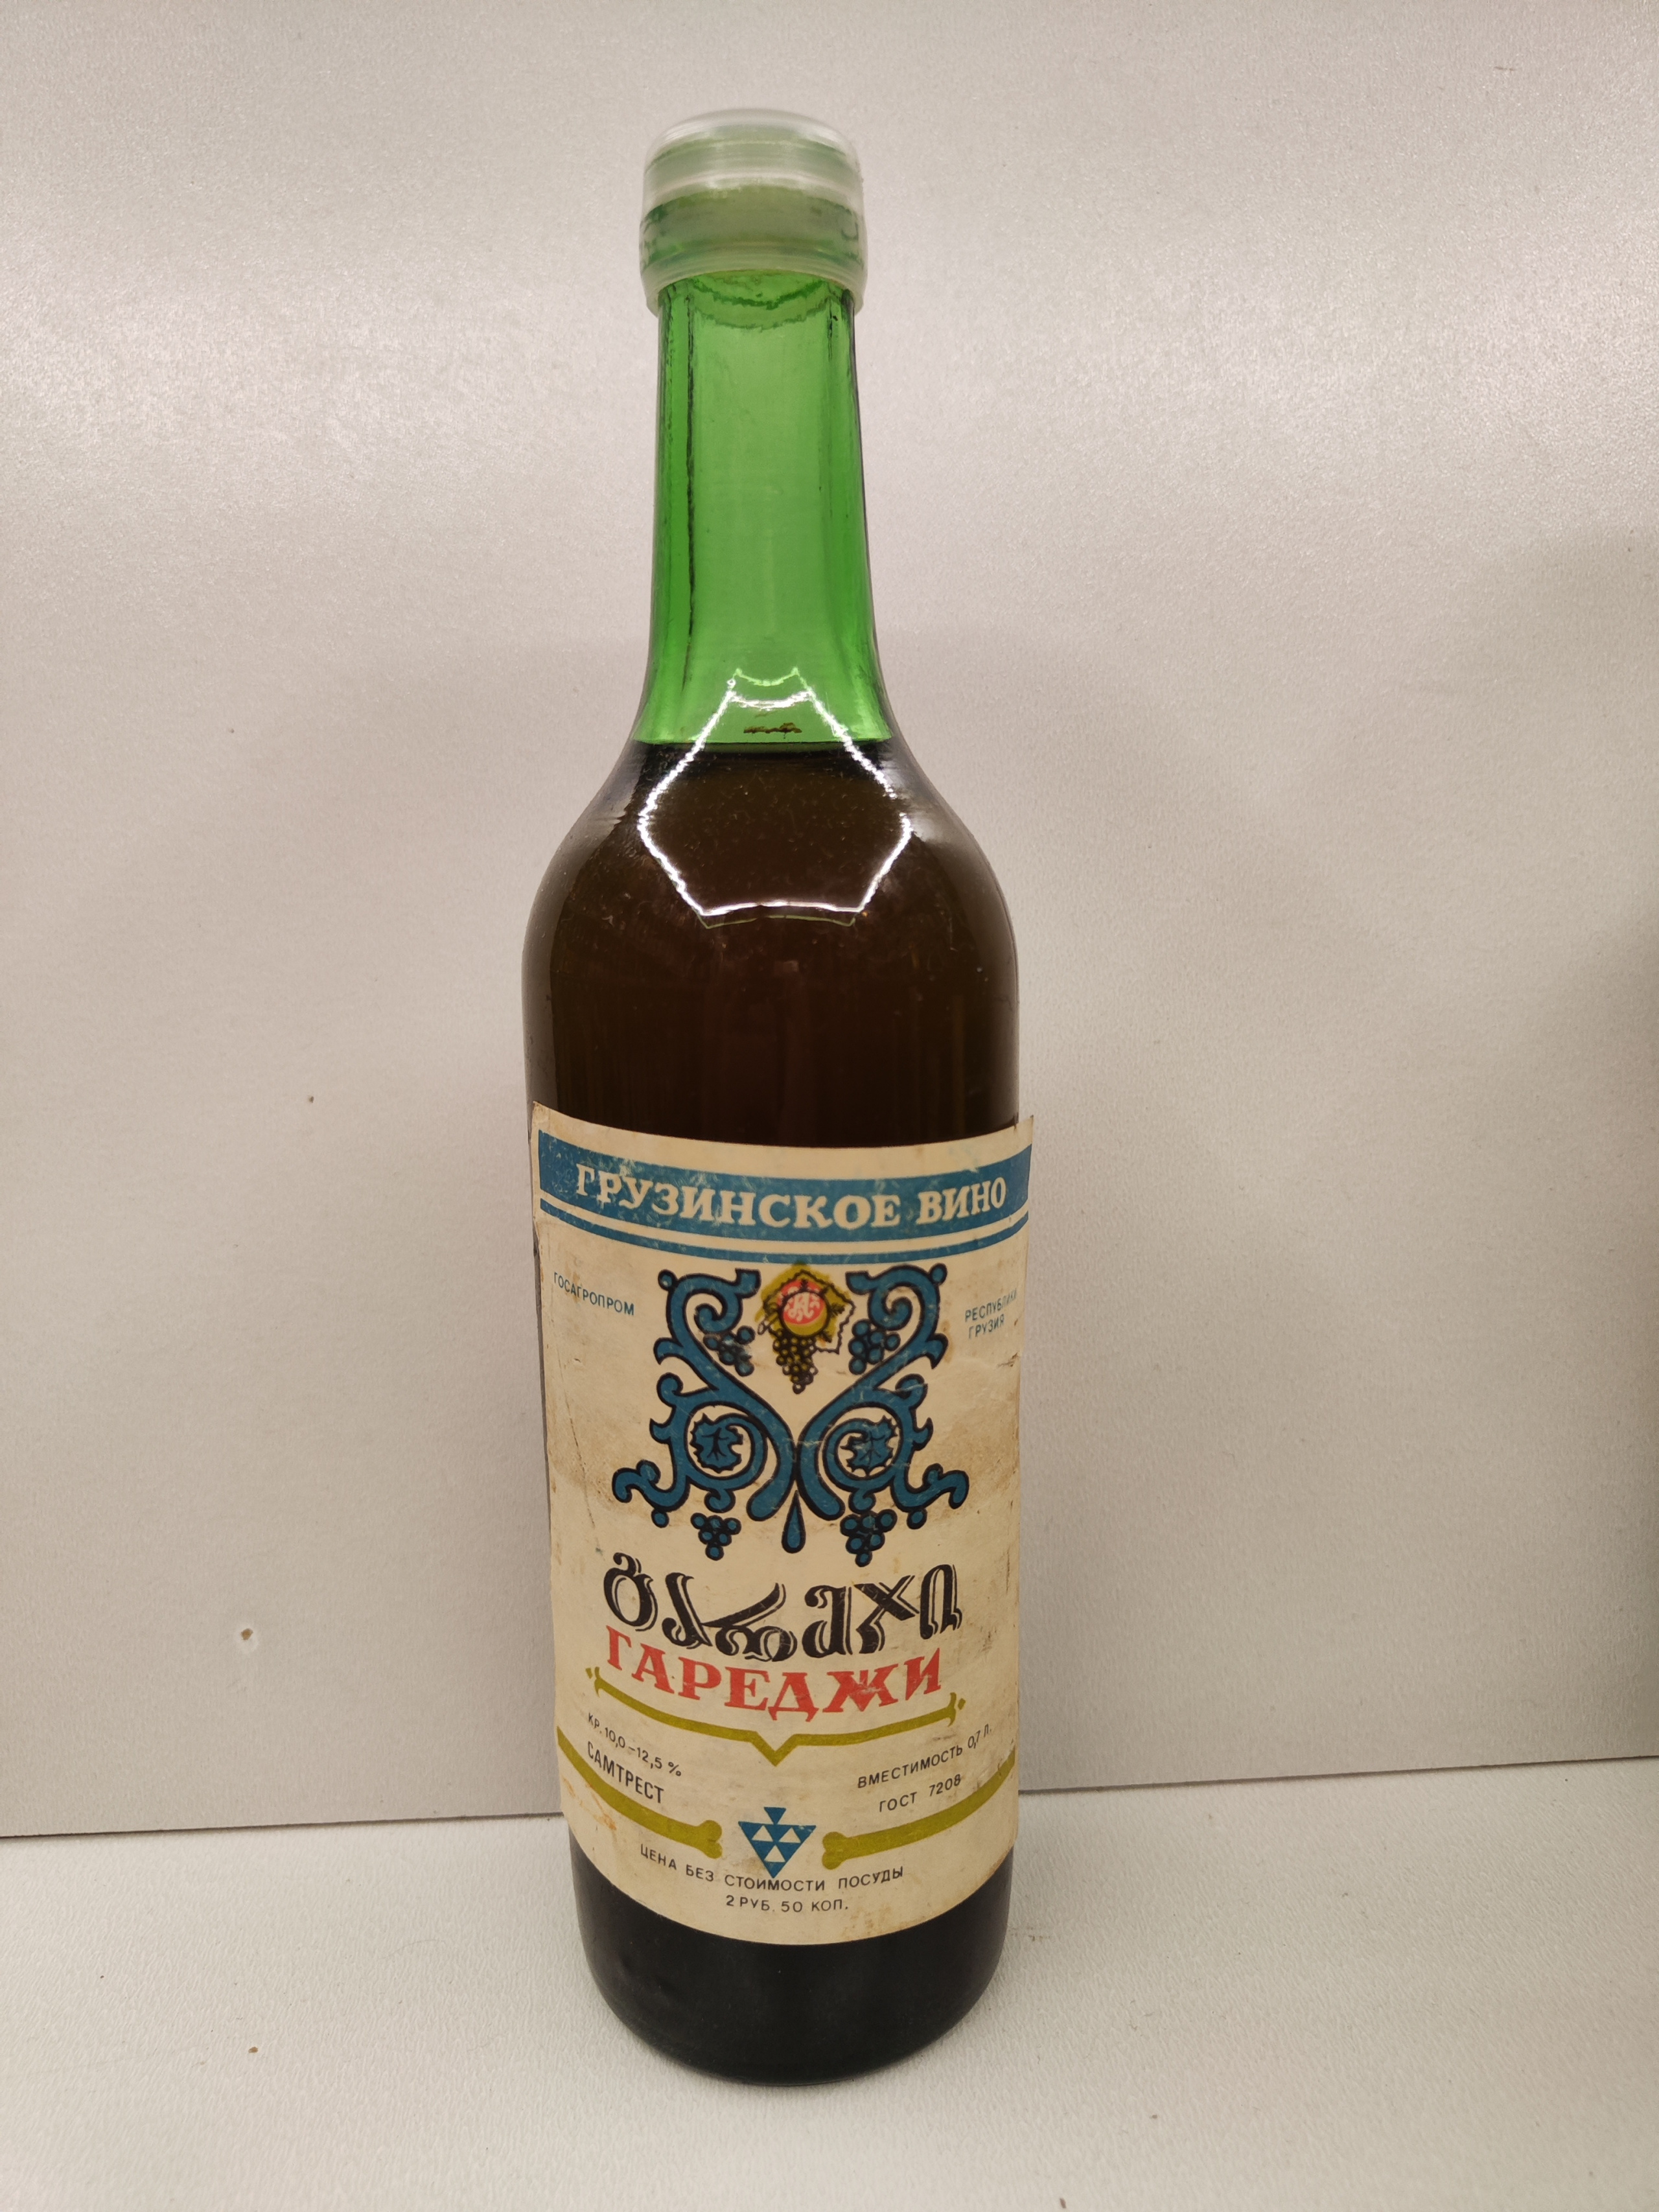 ГРУЗИНСКОЕ ВИНО
ГОСАГРОПРОМ
РЕСПУБЛИКА
ГРУЗИЯ
გარეჯი
ГАРЕДЖИ
КР. 10,0–12,5 %
САМТРЕСТ
ВМЕСТИМОСТЬ 0,7 Л.
ГОСТ 7208
ЦЕНА БЕЗ СТОИМОСТИ ПОСУДЫ
2 РУБ. 50 КОП.